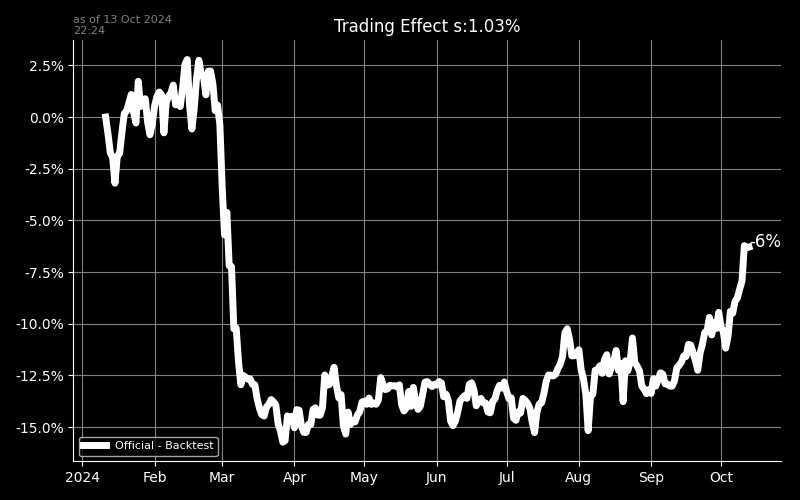 as of 13 Oct 2024
22:24
Trading Effect s:1.03%
2.5%
0.0%
-2.5%
-5.0%
-7.5%
-10.0%
-12.5%
-15.0%
-6%
Official - Backtest
2024 Feb Mar Apr May Jun Jul Aug Sep Oct